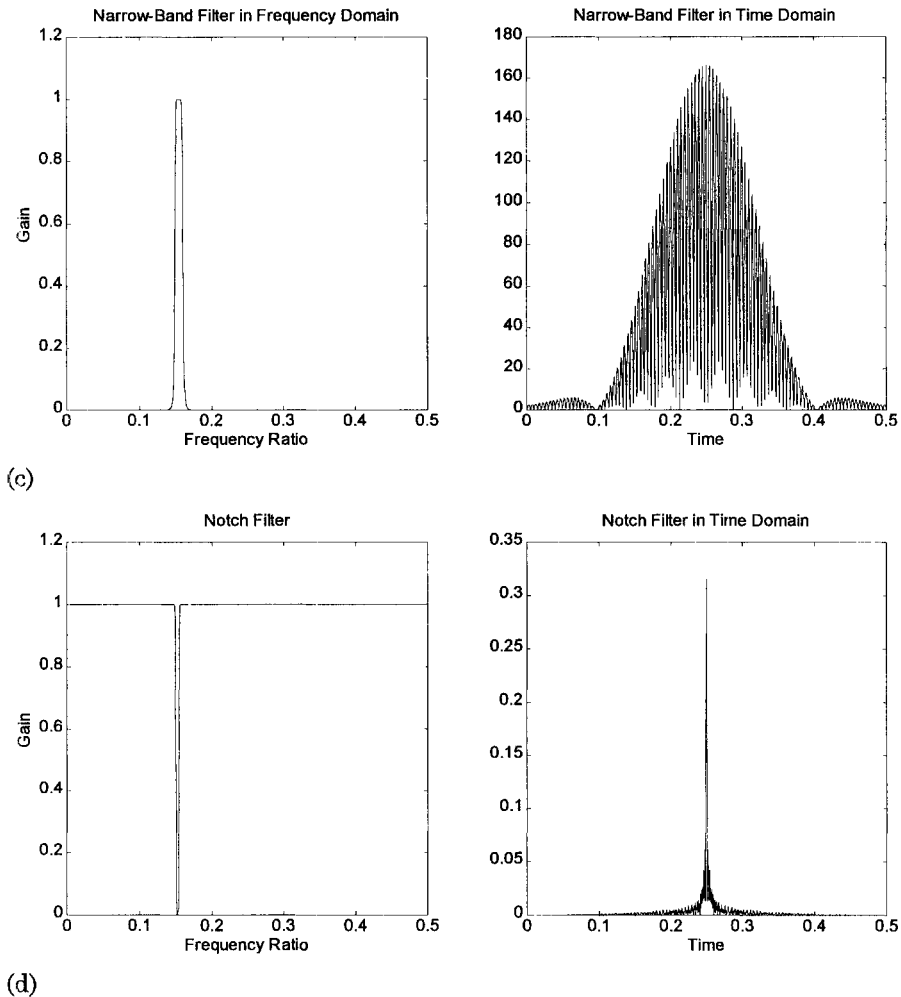 Narrow-Band Filter in Frequency Domain
1.2
1
0.8
0.6
0.4
0.2
0
Gain
0 0.1 0.2 0.3 0.4 0.5
Frequency Ratio
Narrow-Band Filter in Time Domain
180
160
140
120
100
80
60
40
20
0
0 0.1 0.2 0.3 0.4 0.5
Time
(c)
Notch Filter
1.2
1
0.8
0.6
0.4
0.2
0
Gain
0 0.1 0.2 0.3 0.4 0.5
Frequency Ratio
Notch Filter in Time Domain
0.35
0.3
0.25
0.2
0.15
0.1
0.05
0
0 0.1 0.2 0.3 0.4 0.5
Time
(d)